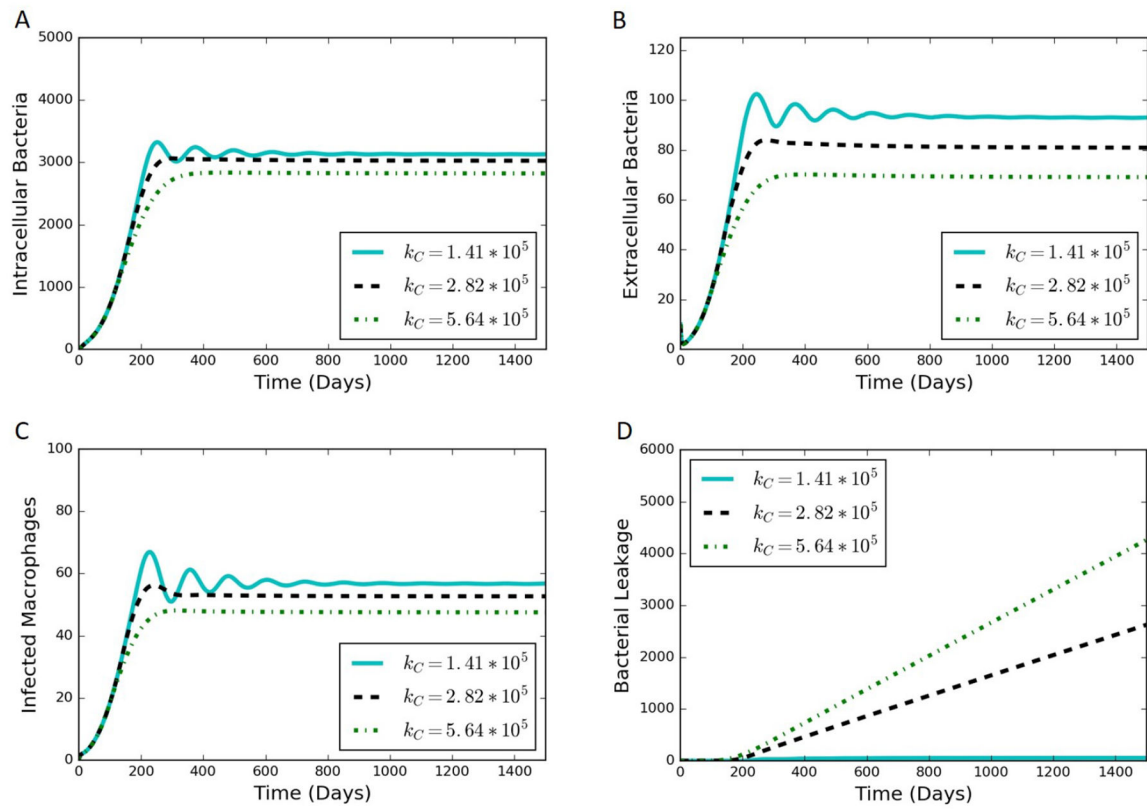 A
5000
4000
3000
2000
1000
0
Intracellular Bacteria
0 200 400 600 800 1000 1200 1400
Time (Days)
k_C = 1.41 * 10^5
k_C = 2.82 * 10^5
k_C = 5.64 * 10^5
B
120
100
80
60
40
20
0
Extracellular Bacteria
0 200 400 600 800 1000 1200 1400
Time (Days)
k_C = 1.41 * 10^5
k_C = 2.82 * 10^5
k_C = 5.64 * 10^5
C
100
80
60
40
20
0
Infected Macrophages
0 200 400 600 800 1000 1200 1400
Time (Days)
k_C = 1.41 * 10^5
k_C = 2.82 * 10^5
k_C = 5.64 * 10^5
D
6000
5000
4000
3000
2000
1000
0
Bacterial Leakage
0 200 400 600 800 1000 1200 1400
Time (Days)
k_C = 1.41 * 10^5
k_C = 2.82 * 10^5
k_C = 5.64 * 10^5